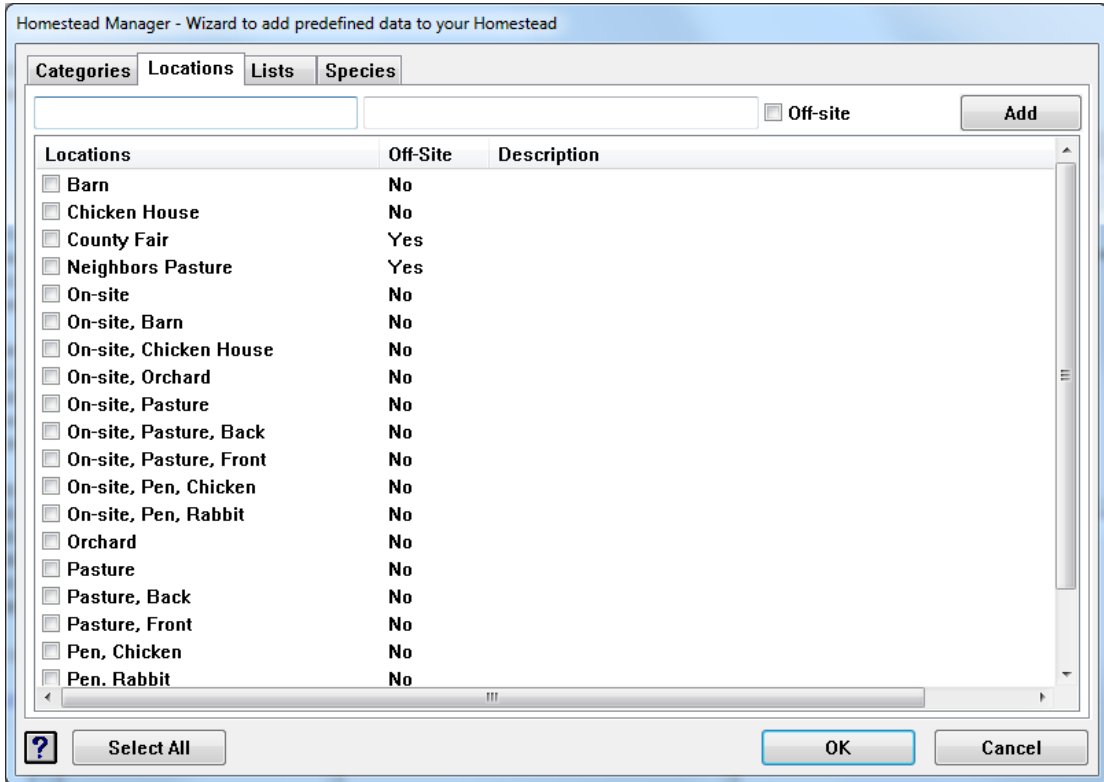 Homestead Manager - Wizard to add predefined data to your Homestead
Categories Locations Lists Species
Off-site Add
Locations Off-Site Description
Barn No
Chicken House No
County Fair Yes
Neighbors Pasture Yes
On-site No
On-site, Barn No
On-site, Chicken House No
On-site, Orchard No
On-site, Pasture No
On-site, Pasture, Back No
On-site, Pasture, Front No
On-site, Pen, Chicken No
On-site, Pen, Rabbit No
Orchard No
Pasture No
Pasture, Back No
Pasture, Front No
Pen, Chicken No
Pen. Rabbit No
? Select All OK Cancel